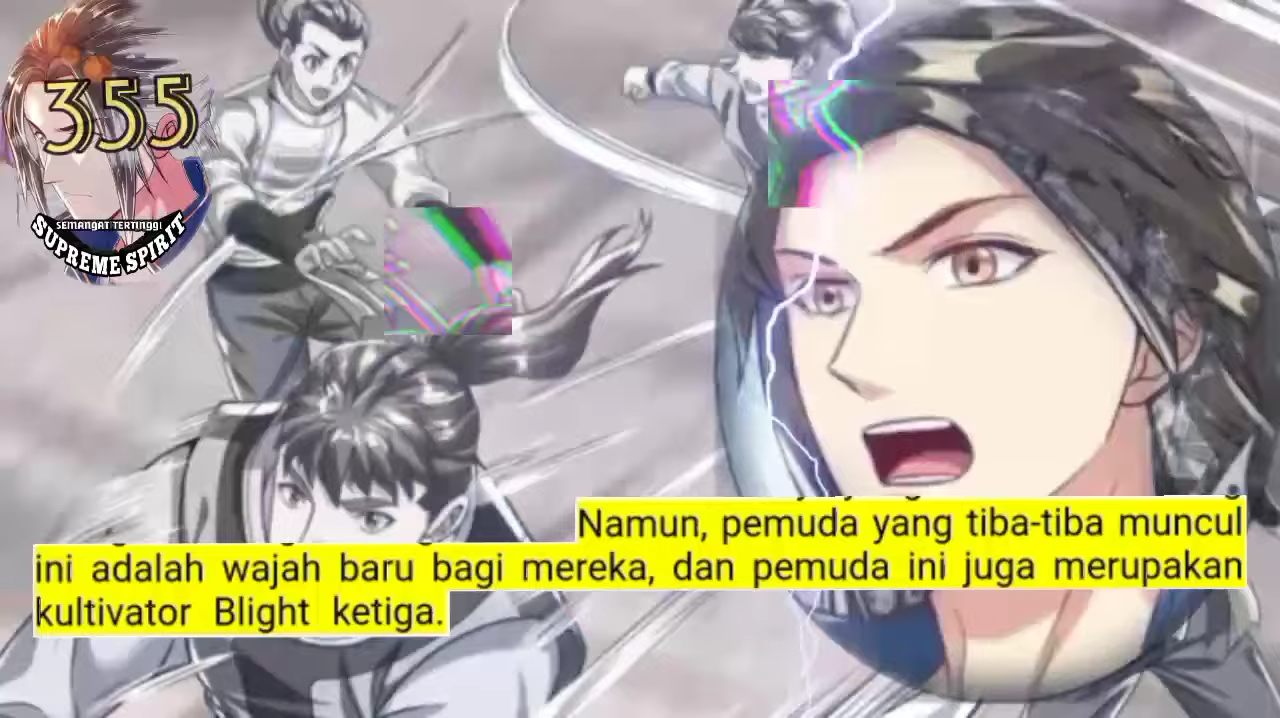 355
SEMANGAT TERTINGGI
SUPREME SPIRIT
Namun, pemuda yang tiba-tiba muncul
ini adalah wajah baru bagi mereka, dan pemuda ini juga merupakan
kultivator Blight ketiga.